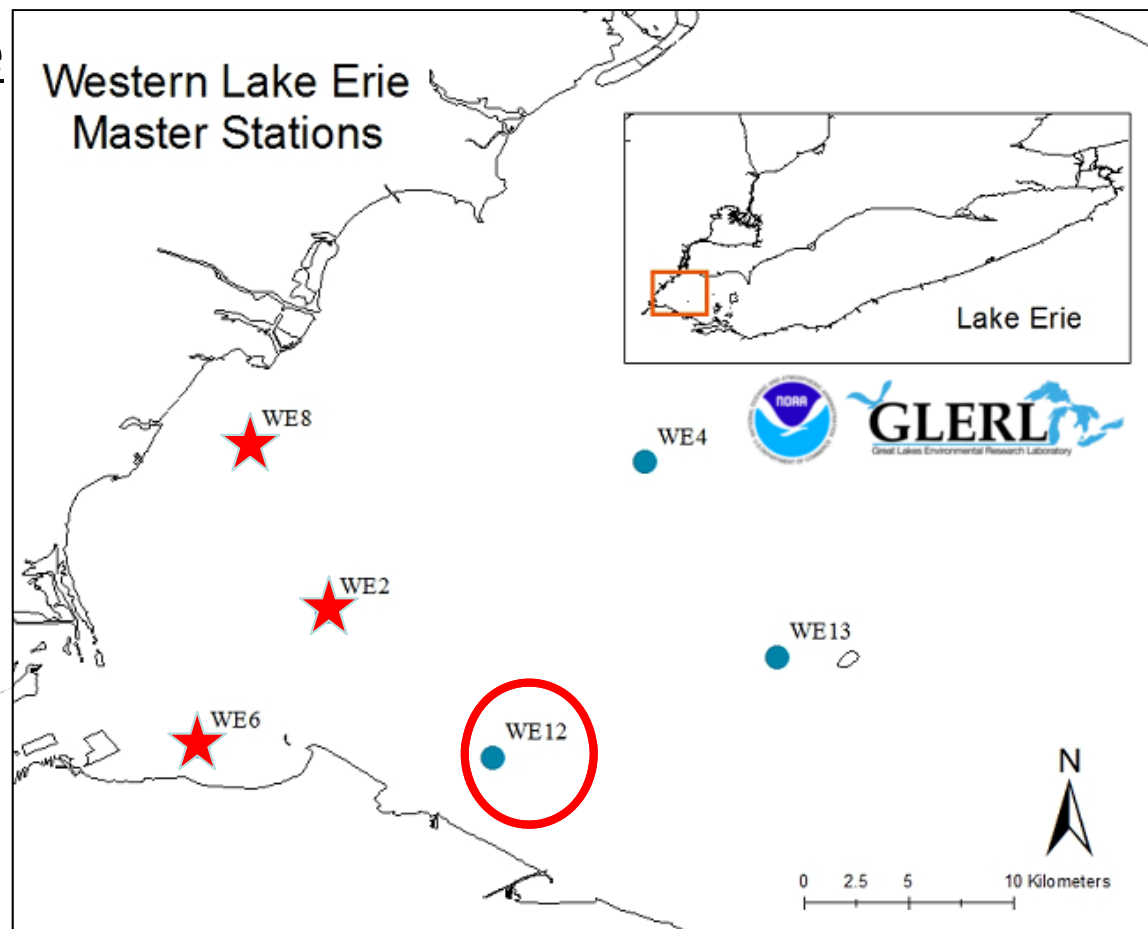 Western Lake Erie
Master Stations
Lake Erie
NOAA
GLERL
Great Lakes Environmental Research Laboratory
WE8
WE4
WE2
WE13
WE6
WE12
N
0 2.5 5 10 Kilometers